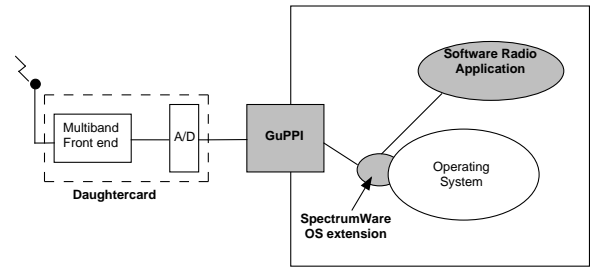 Software Radio
Application
Multiband
Front end
A/D
GuPPI
Operating
System
Daughtercard
SpectrumWare
OS extension